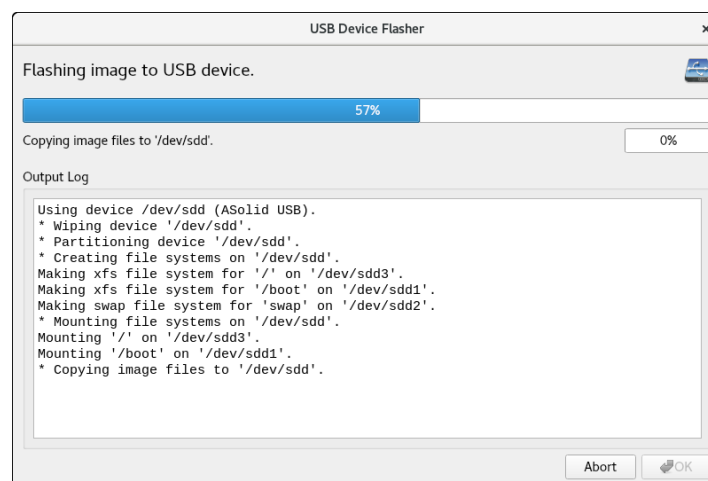 USB Device Flasher
Flashing image to USB device.
57%
Copying image files to '/dev/sdd'.
0%
Output Log
Using device /dev/sdd (ASolid USB).
* Wiping device '/dev/sdd'.
* Partitioning device '/dev/sdd'.
* Creating file systems on '/dev/sdd'.
Making xfs file system for '/' on '/dev/sdd3'.
Making xfs file system for '/boot' on '/dev/sdd1'.
Making swap file system for 'swap' on '/dev/sdd2'.
* Mounting file systems on '/dev/sdd'.
Mounting '/' on '/dev/sdd3'.
Mounting '/boot' on '/dev/sdd1'.
* Copying image files to '/dev/sdd'.
Abort
OK